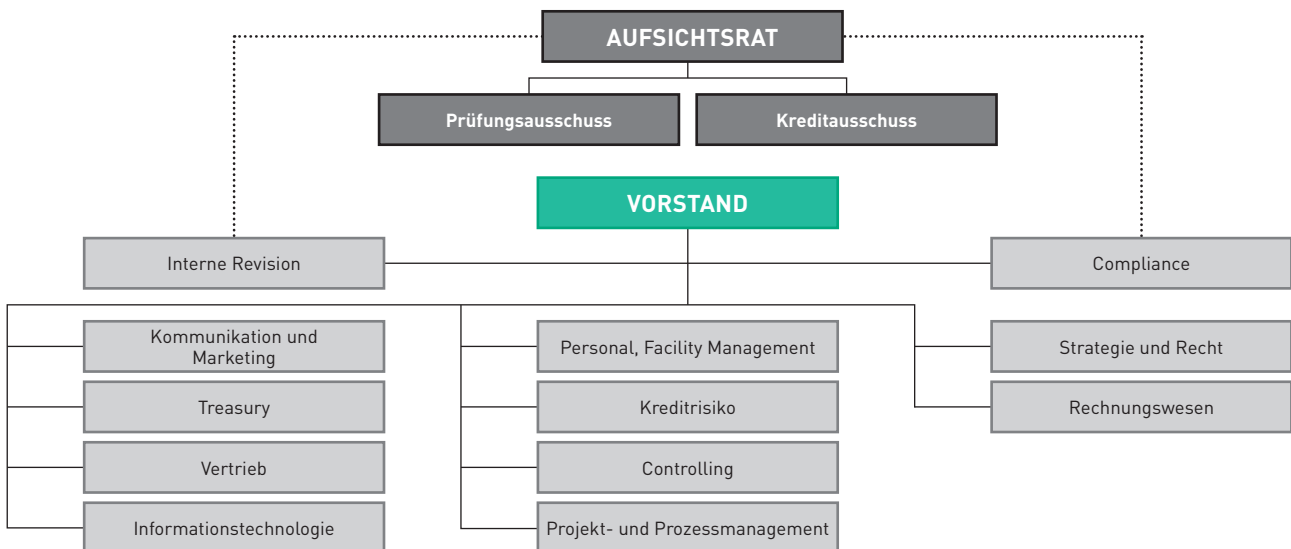 AUFSICHTSRAT
Prüfungsausschuss
Kreditausschuss
VORSTAND
Interne Revision
Compliance
Kommunikation und
Marketing
Personal, Facility Management
Strategie und Recht
Treasury
Kreditrisiko
Rechnungswesen
Vertrieb
Controlling
Informationstechnologie
Projekt- und Prozessmanagement